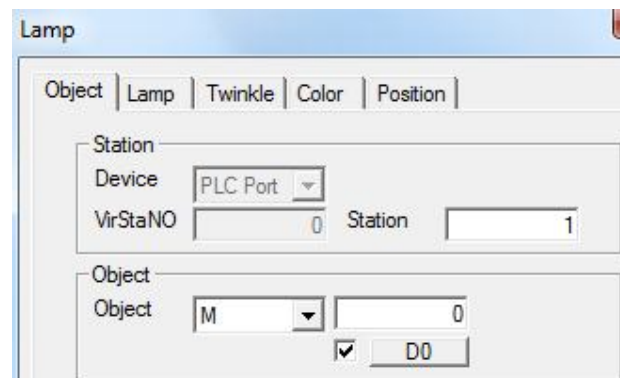 Lamp
Object Lamp Twinkle Color Position
Station
Device PLC Port
VirStaNO 0 Station 1
Object
Object M 0
D0